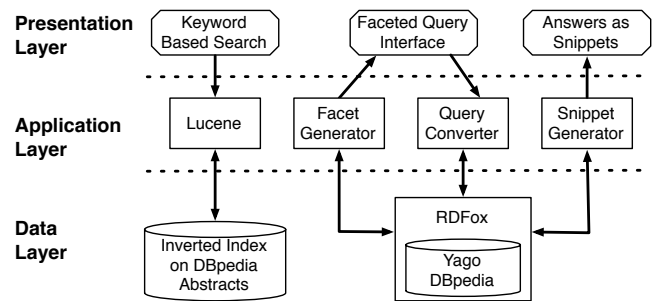 Presentation
Layer
Keyword
Based Search
Faceted Query
Interface
Answers as
Snippets
Application
Layer
Lucene
Facet
Generator
Query
Converter
Snippet
Generator
Data
Layer
Inverted Index
on DBpedia
Abstracts
RDFox
Yago
DBpedia